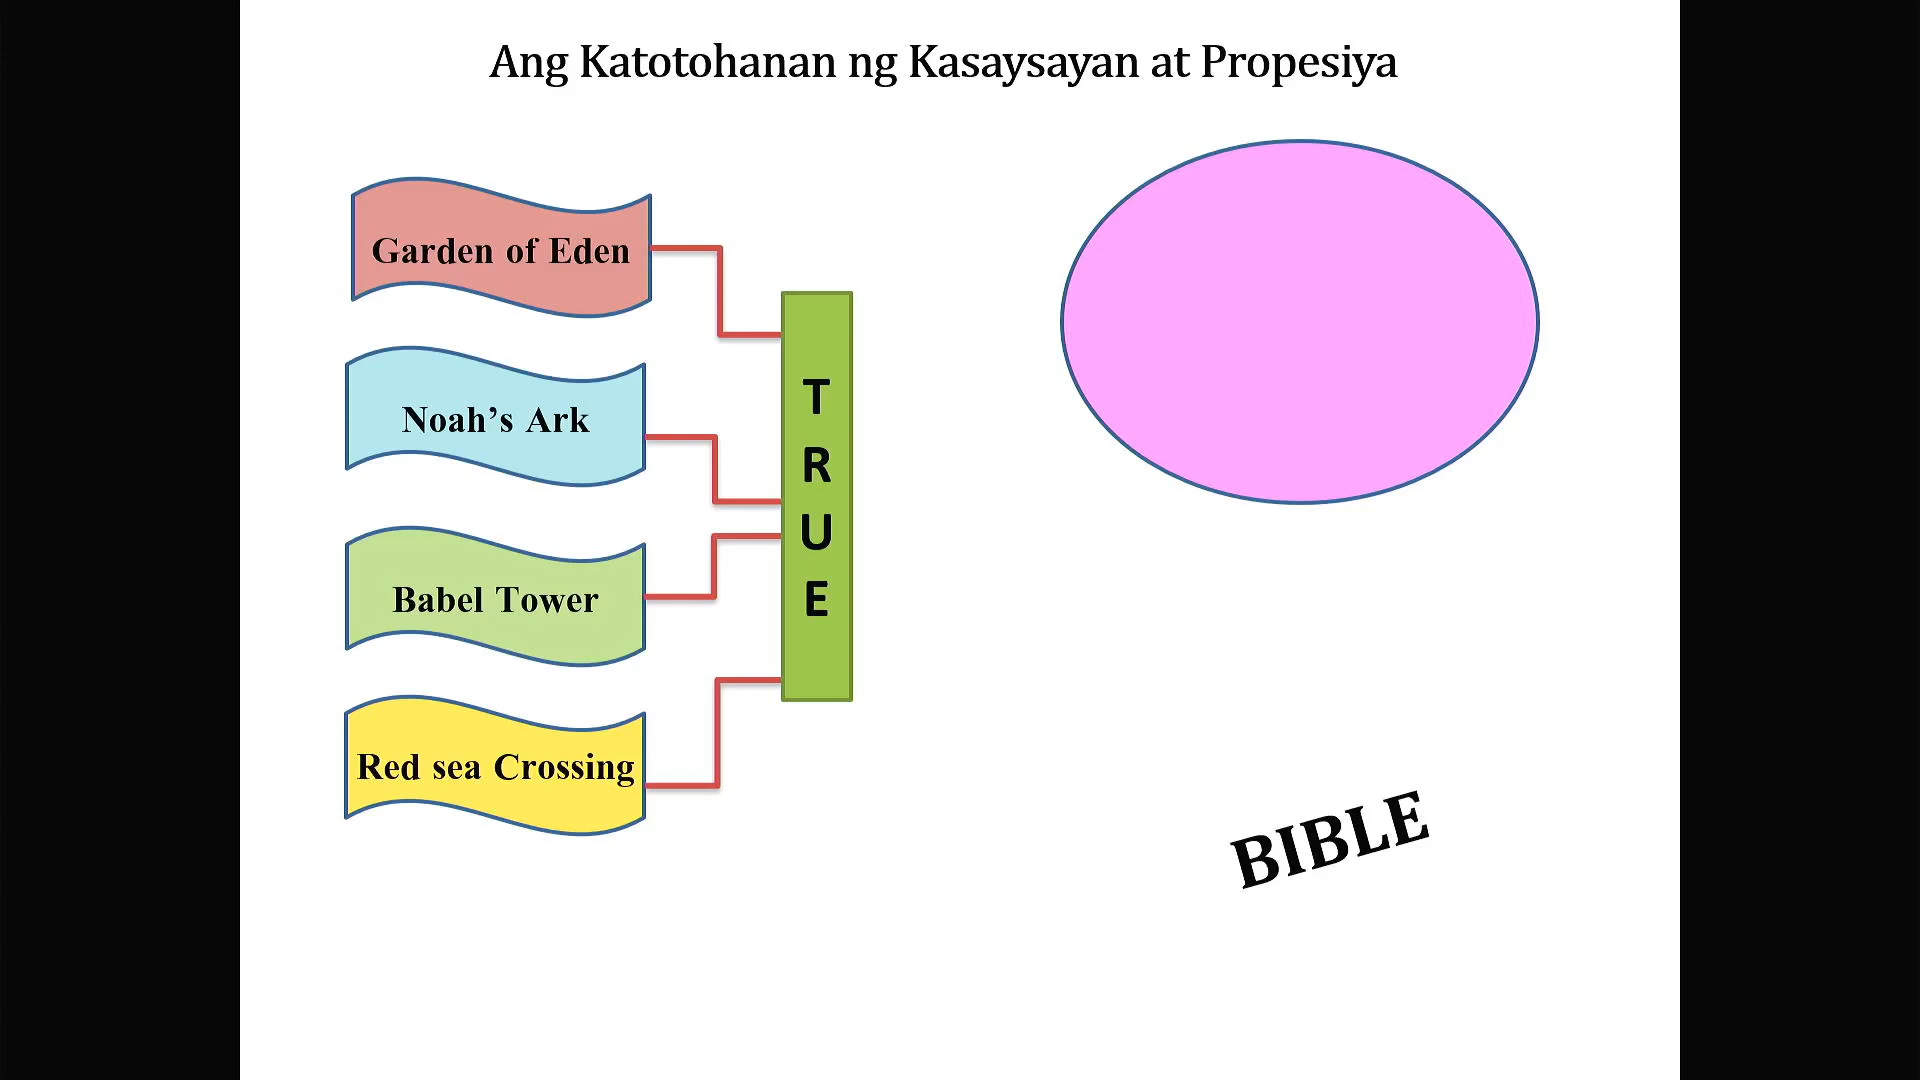 Ang Katotohanan ng Kasaysayan at Propesiya
Garden of Eden
Noah’s Ark
Babel Tower
Red sea Crossing
T
R
U
E
BIBLE